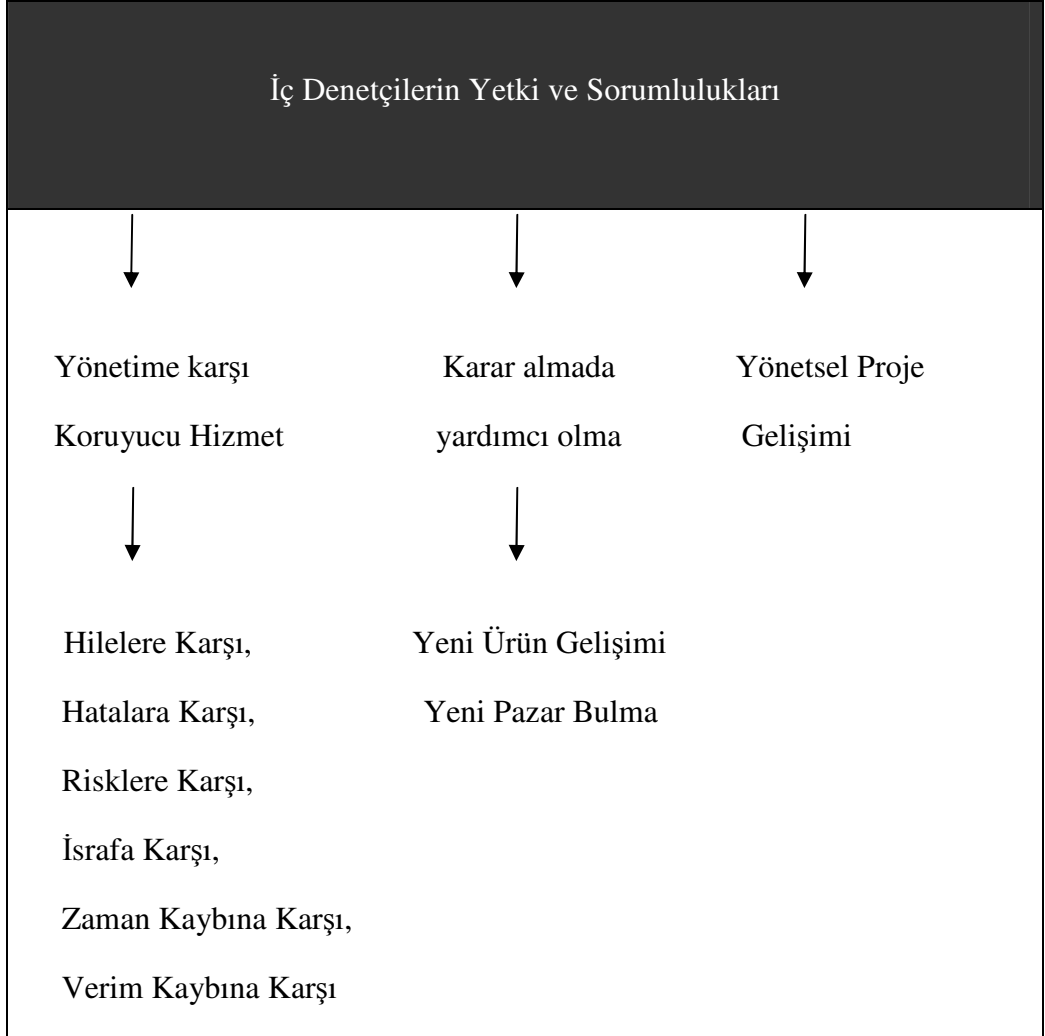 İç Denetçilerin Yetki ve Sorumlulukları
Yönetime karşı
Koruyucu Hizmet
Karar almada
yardımcı olma
Yönetsel Proje
Gelişimi
Hilelere Karşı,
Hatalara Karşı,
Risklere Karşı,
İsrafa Karşı,
Zaman Kaybına Karşı,
Verim Kaybına Karşı
Yeni Ürün Gelişimi
Yeni Pazar Bulma